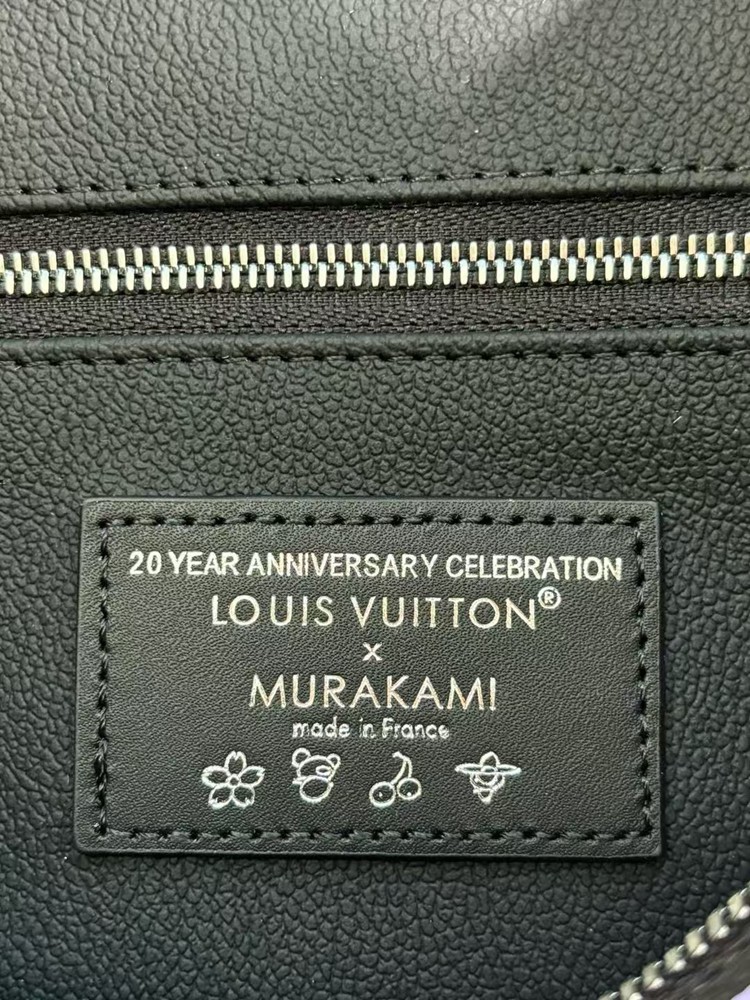 20 YEAR ANNIVERSARY CELEBRATION
LOUIS VUITTON®
x
MURAKAMI
made in France